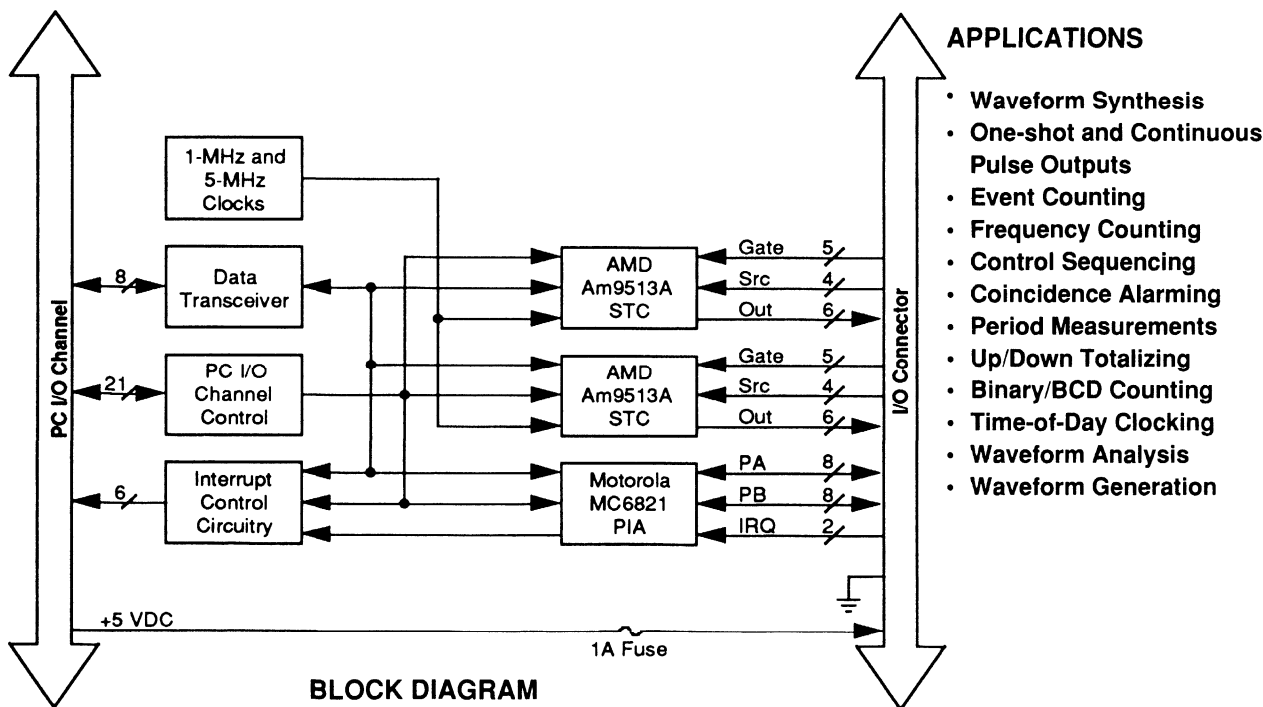 PC I/O Channel
1-MHz and
5-MHz
Clocks
8
Data
Transceiver
21
PC I/O
Channel
Control
6
Interrupt
Control
Circuitry
AMD
Am9513A
STC
Gate 5
Src 4
Out 6
AMD
Am9513A
STC
Gate 5
Src 4
Out 6
Motorola
MC6821
PIA
PA 8
PB 8
IRQ 2
I/O Connector
+5 VDC
1A Fuse
BLOCK DIAGRAM
APPLICATIONS
• Waveform Synthesis
• One-shot and Continuous
Pulse Outputs
• Event Counting
• Frequency Counting
• Control Sequencing
• Coincidence Alarming
• Period Measurements
• Up/Down Totalizing
• Binary/BCD Counting
• Time-of-Day Clocking
• Waveform Analysis
• Waveform Generation